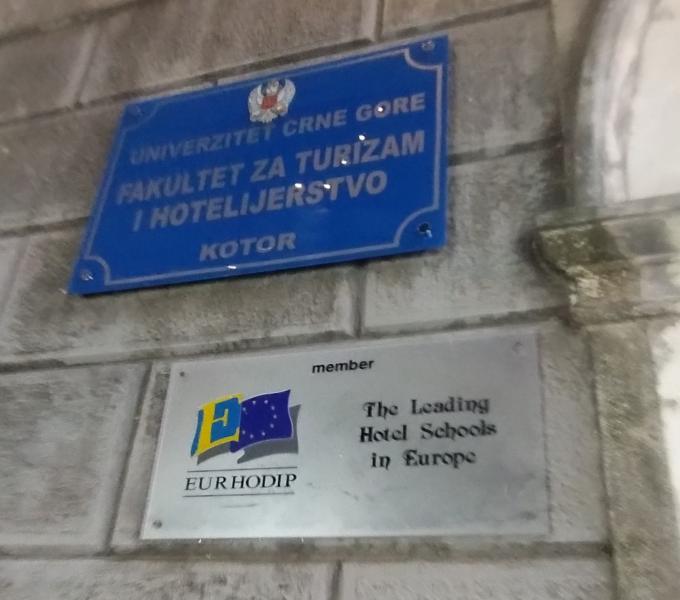 UNIVERZITET CRNE GORE
FAKULTET ZA TURIZAM
I HOTELIJERSTVO
KOTOR
member
E
EURHODIP
The Leading
Hotel Schools
in Europe